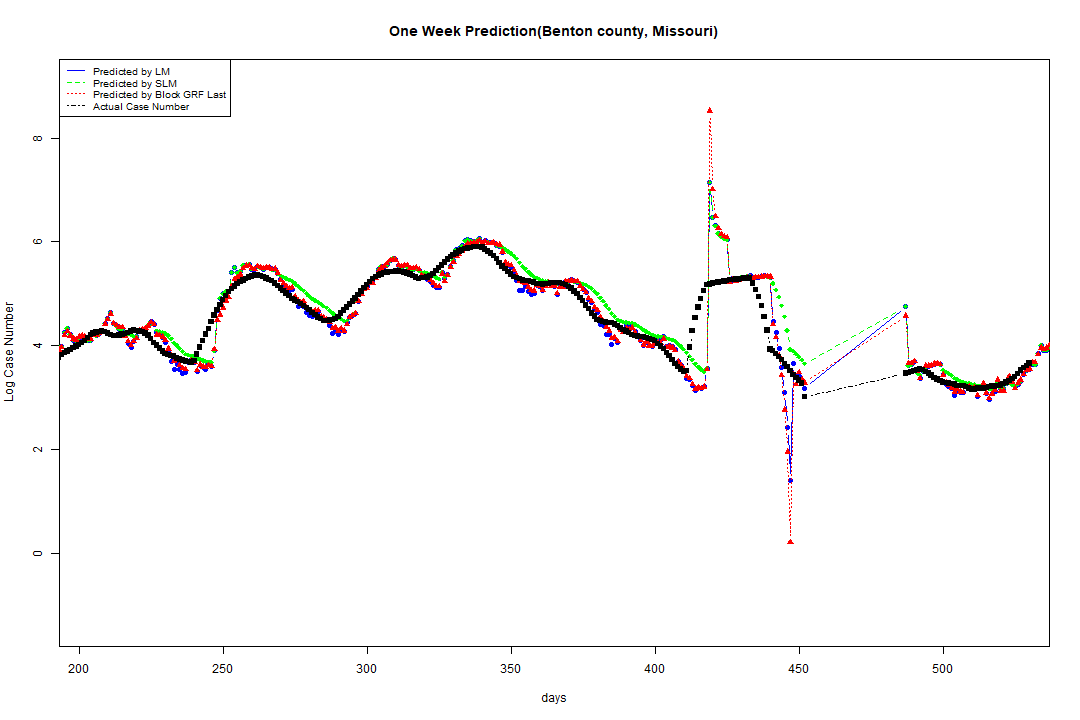 One Week Prediction(Benton county, Missouri)
Predicted by LM
Predicted by SLM
Predicted by Block GRF Last
Actual Case Number
Log Case Number
8
6
4
2
0
200 250 300 350 400 450 500
days